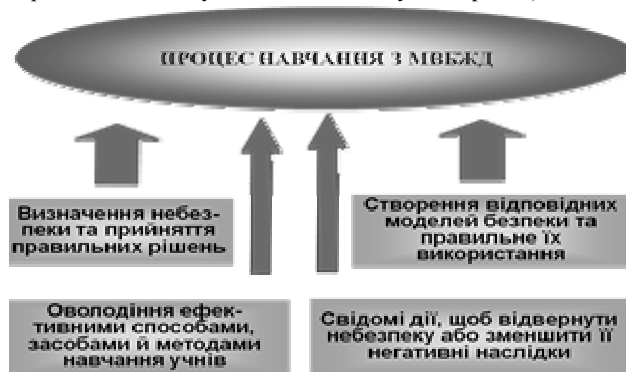 ПРОЦЕС НАВЧАННЯ З МВБЖД
Визначення небез-
пеки та прийняття
правильних рішень
Створення відповідних
моделей безпеки та
правильне їх
використання
Оволодіння ефек-
тивними способами,
засобами й методами
навчання учнів
Свідомі дії, щоб відвернути
небезпеку або зменшити її
негативні наслідки